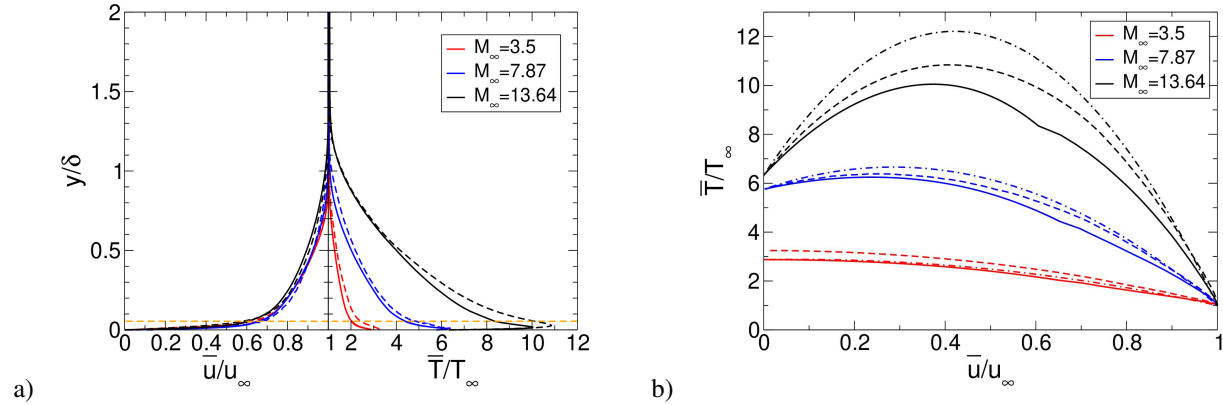 2
1.5
1
0.5
0
y/δ
M∞=3.5
M∞=7.87
M∞=13.64
0 0.2 0.4 0.6 0.8 1 2 4 6 8 10 12
u̅/u∞ T̅/T∞
a)
12
10
8
6
4
2
0
T̅/T∞
M∞=3.5
M∞=7.87
M∞=13.64
0 0.2 0.4 0.6 0.8 1
u̅/u∞
b)